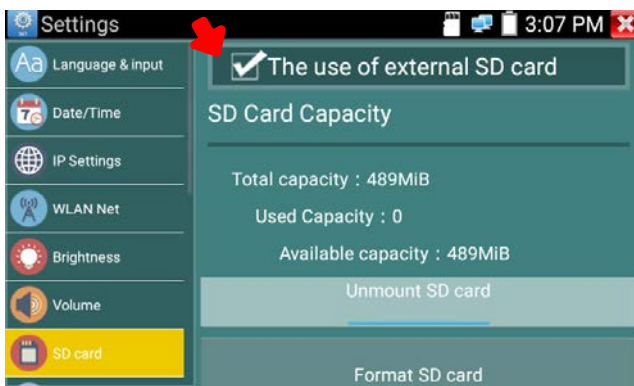 Settings
3:07 PM
Language & input
Date/Time
IP Settings
WLAN Net
Brightness
Volume
SD card
The use of external SD card
SD Card Capacity
Total capacity：489MiB
Used Capacity：0
Available capacity：489MiB
Unmount SD card
Format SD card